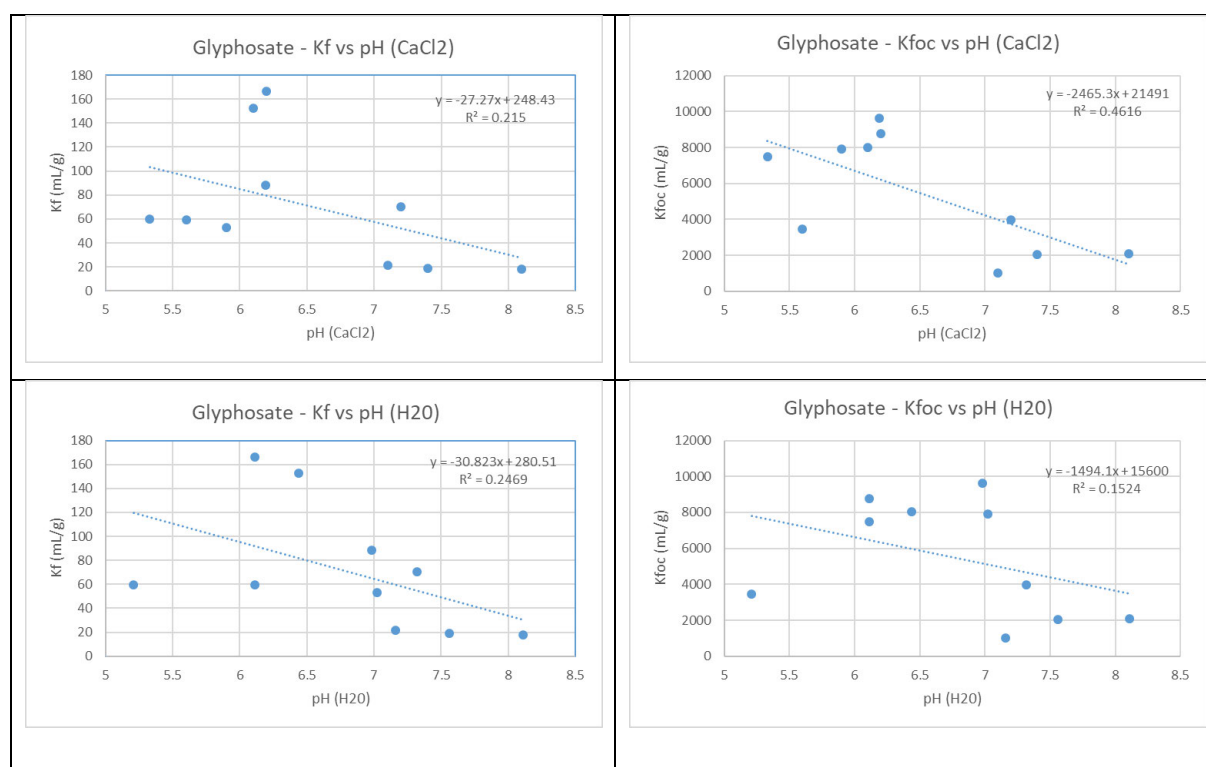 Glyphosate - Kf vs pH (CaCl2)
180
160
140
120
100
80
60
40
20
0
Kf (mL/g)
y = -27.27x + 248.43
R² = 0.215
5 5.5 6 6.5 7 7.5 8 8.5
pH (CaCl2)
Glyphosate - Kfoc vs pH (CaCl2)
12000
10000
8000
6000
4000
2000
0
Kfoc (mL/g)
y = -2465.3x + 21491
R² = 0.4616
5 5.5 6 6.5 7 7.5 8 8.5
pH (CaCl2)
Glyphosate - Kf vs pH (H20)
180
160
140
120
100
80
60
40
20
0
Kf (mL/g)
y = -30.823x + 280.51
R² = 0.2469
5 5.5 6 6.5 7 7.5 8 8.5
pH (H20)
Glyphosate - Kfoc vs pH (H20)
12000
10000
8000
6000
4000
2000
0
Kfoc (mL/g)
y = -1494.1x + 15600
R² = 0.1524
5 5.5 6 6.5 7 7.5 8 8.5
pH (H20)